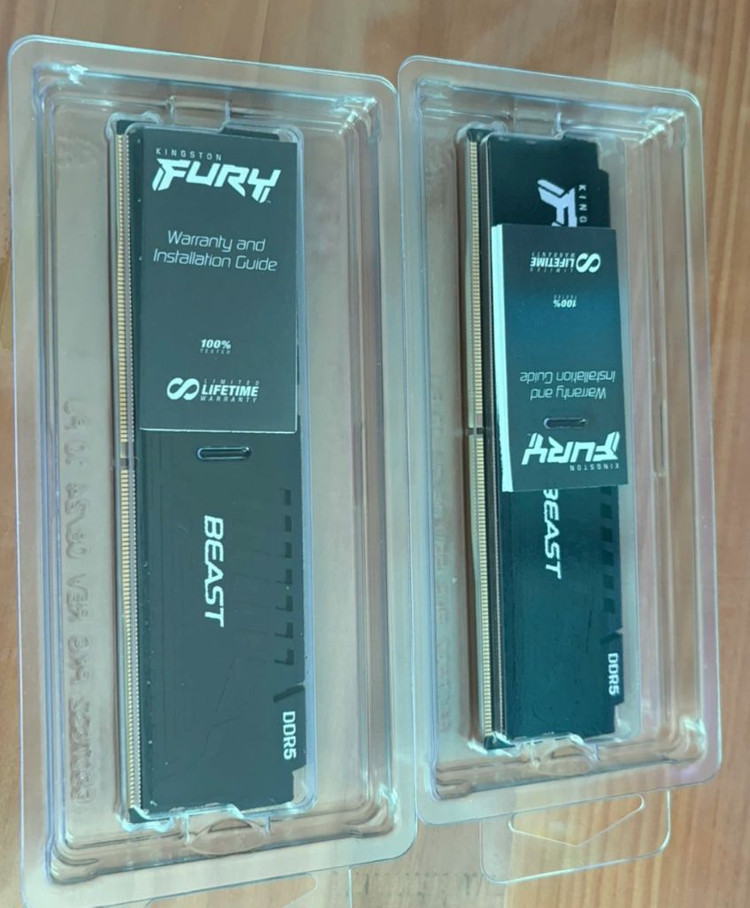 KINGSTON
FURY
Warranty and
Installation Guide
100%
TESTED
LIMITED
LIFETIME
WARRANTY
BEAST
DDR5
KING
F
LIMITED
LIFETIME
WARRANTY
100%
TESTED
Warranty and
Installation Guide
KINGSTON
FURY
BEAST
DDR5